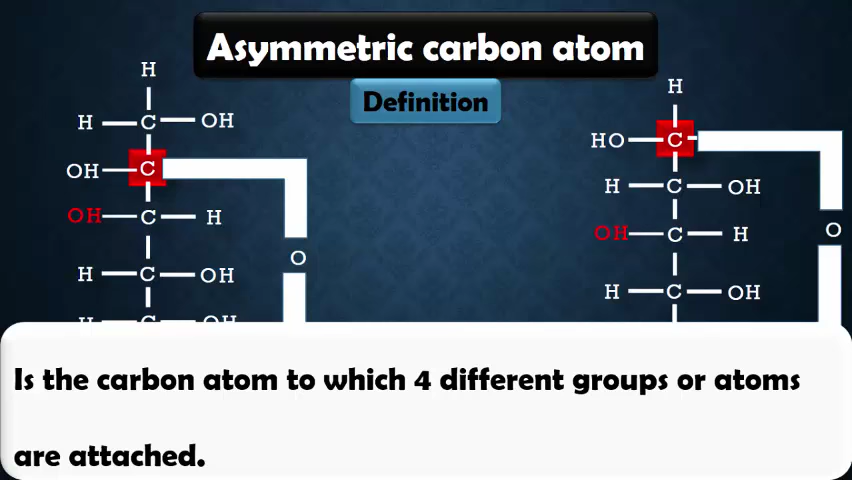 Asymmetric carbon atom
Definition
H
H C OH
OH C
OH C H
H C OH
H C OH
O
H
HO C
H C OH
OH C H
H C OH
O
Is the carbon atom to which 4 different groups or atoms
are attached.